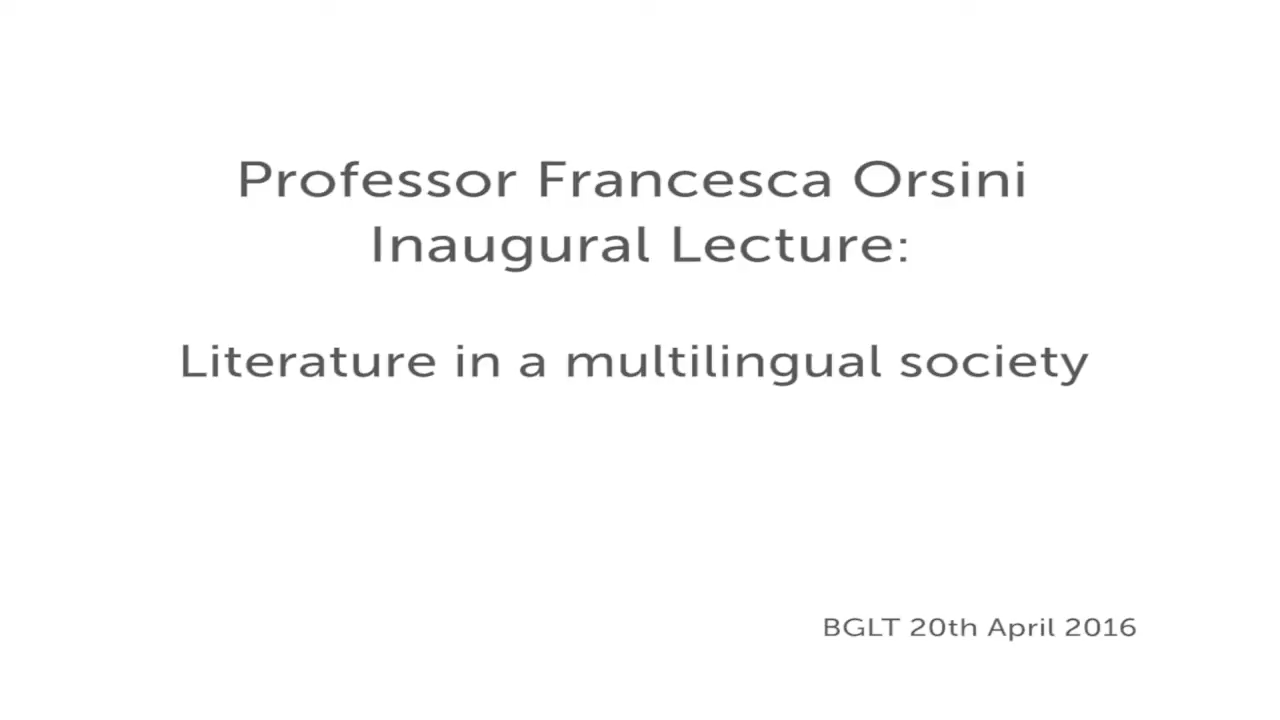 Professor Francesca Orsini
Inaugural Lecture:
Literature in a multilingual society
BGLT 20th April 2016